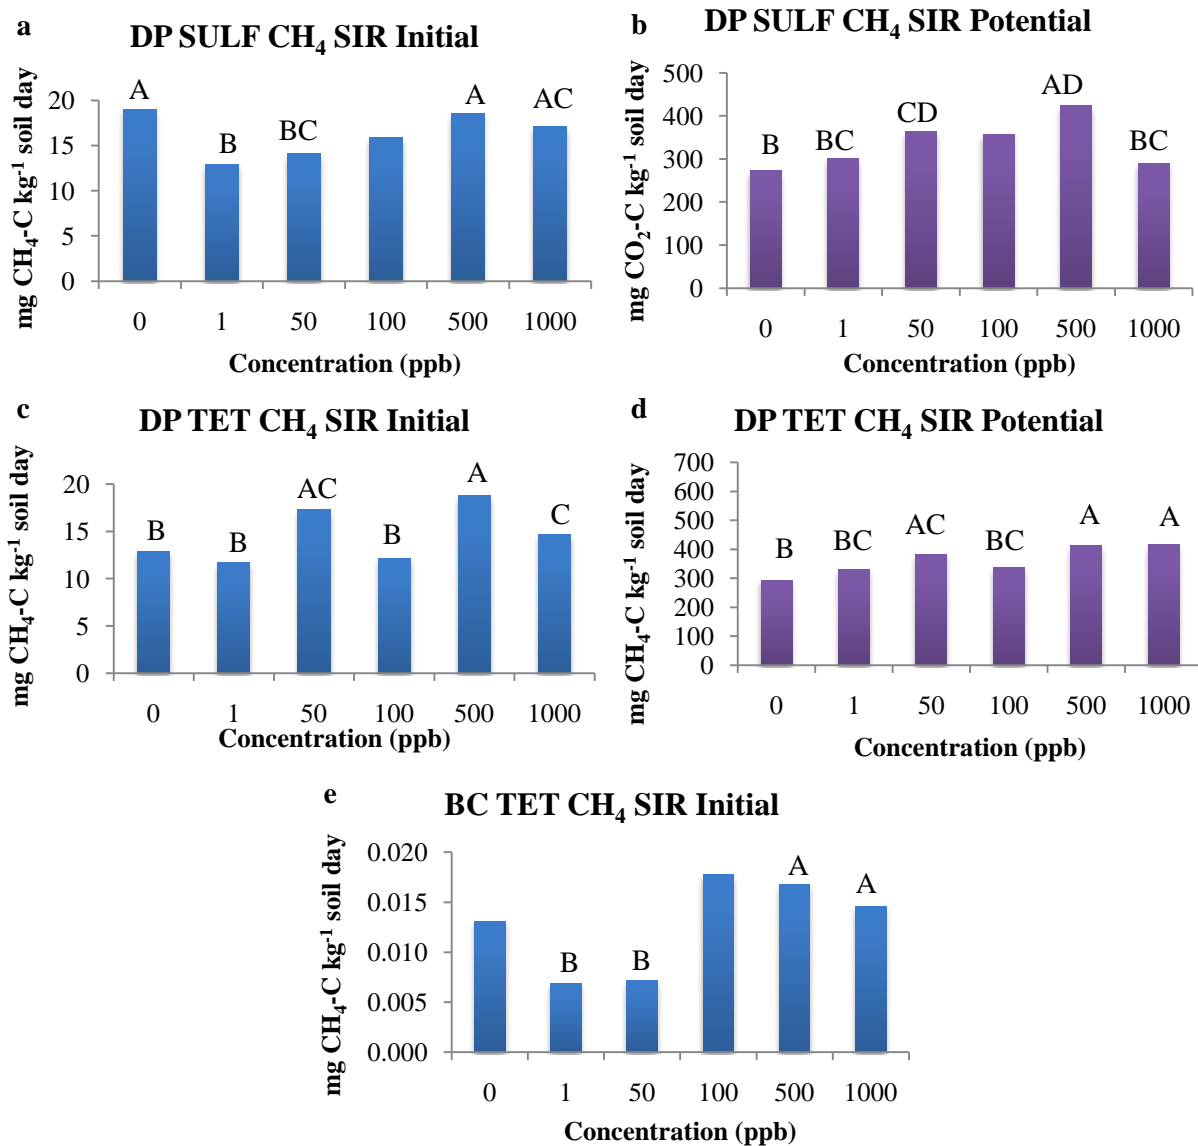 a
DP SULF CH₄ SIR Initial
mg CH₄-C kg⁻¹ soil day
20
15
10
5
0
A
B
BC
A
AC
0 1 50 100 500 1000
Concentration (ppb)
b
DP SULF CH₄ SIR Potential
mg CO₂-C kg⁻¹ soil day
500
400
300
200
100
0
B
BC
CD
AD
BC
0 1 50 100 500 1000
Concentration (ppb)
c
DP TET CH₄ SIR Initial
mg CH₄-C kg⁻¹ soil day
20
15
10
5
0
B
B
AC
B
A
C
0 1 50 100 500 1000
Concentration (ppb)
d
DP TET CH₄ SIR Potential
mg CH₄-C kg⁻¹ soil day
700
600
500
400
300
200
100
0
B
BC
AC
BC
A
A
0 1 50 100 500 1000
Concentration (ppb)
e
BC TET CH₄ SIR Initial
mg CH₄-C kg⁻¹ soil day
0.020
0.015
0.010
0.005
0.000
B
B
A
A
0 1 50 100 500 1000
Concentration (ppb)